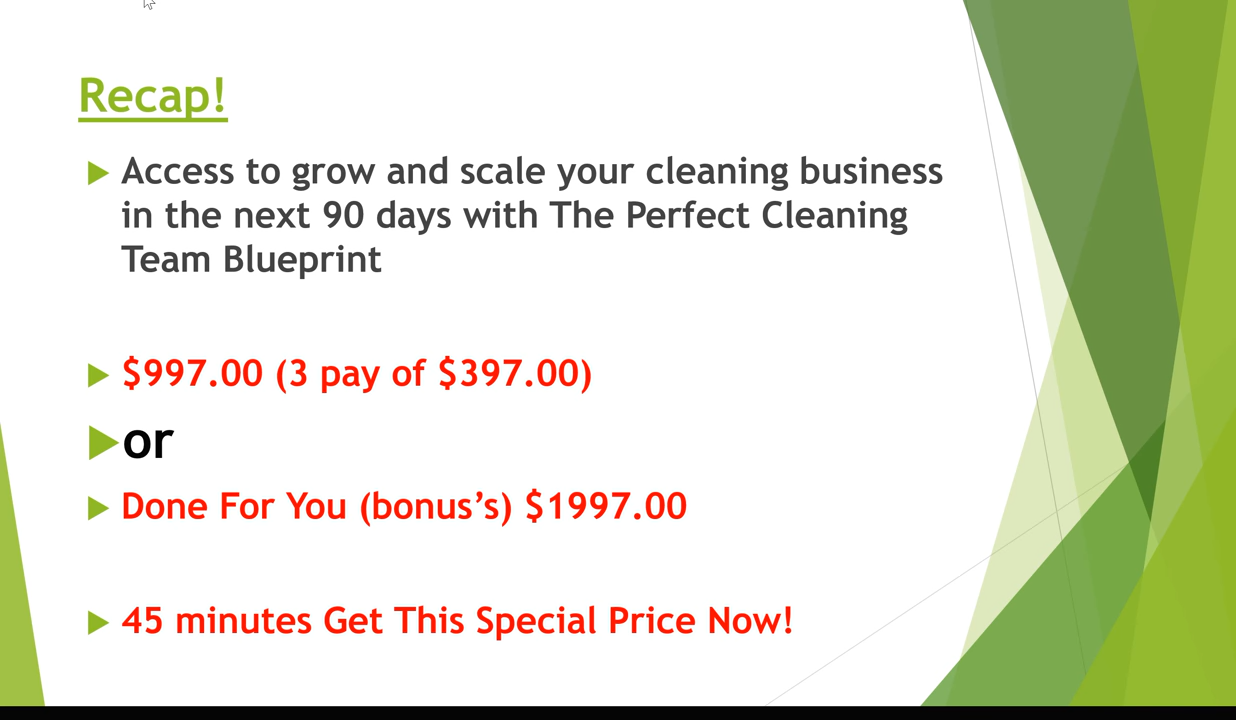 Recap!
Access to grow and scale your cleaning business
in the next 90 days with The Perfect Cleaning
Team Blueprint
$997.00 (3 pay of $397.00)
or
Done For You (bonus’s) $1997.00
45 minutes Get This Special Price Now!